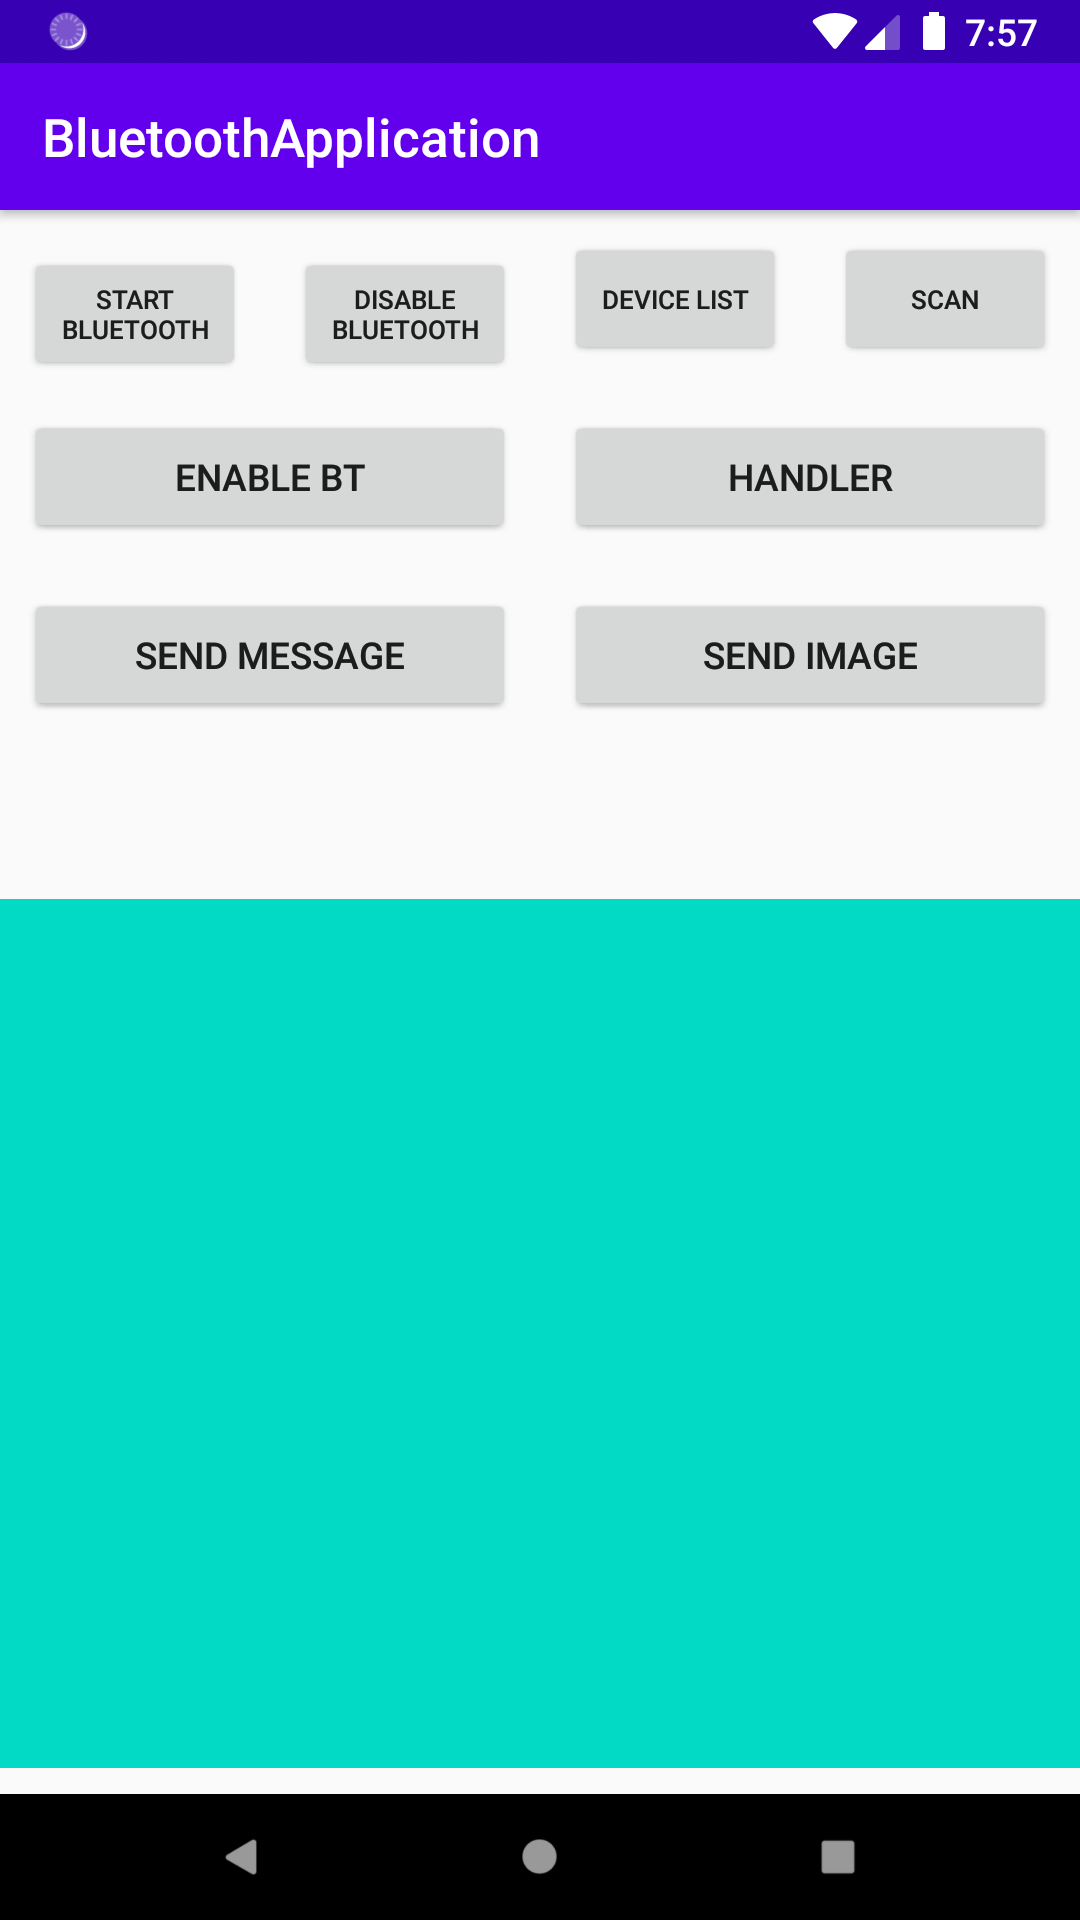 7:57
BluetoothApplication
START
BLUETOOTH
DISABLE
BLUETOOTH
DEVICE LIST
SCAN
ENABLE BT
HANDLER
SEND MESSAGE
SEND IMAGE